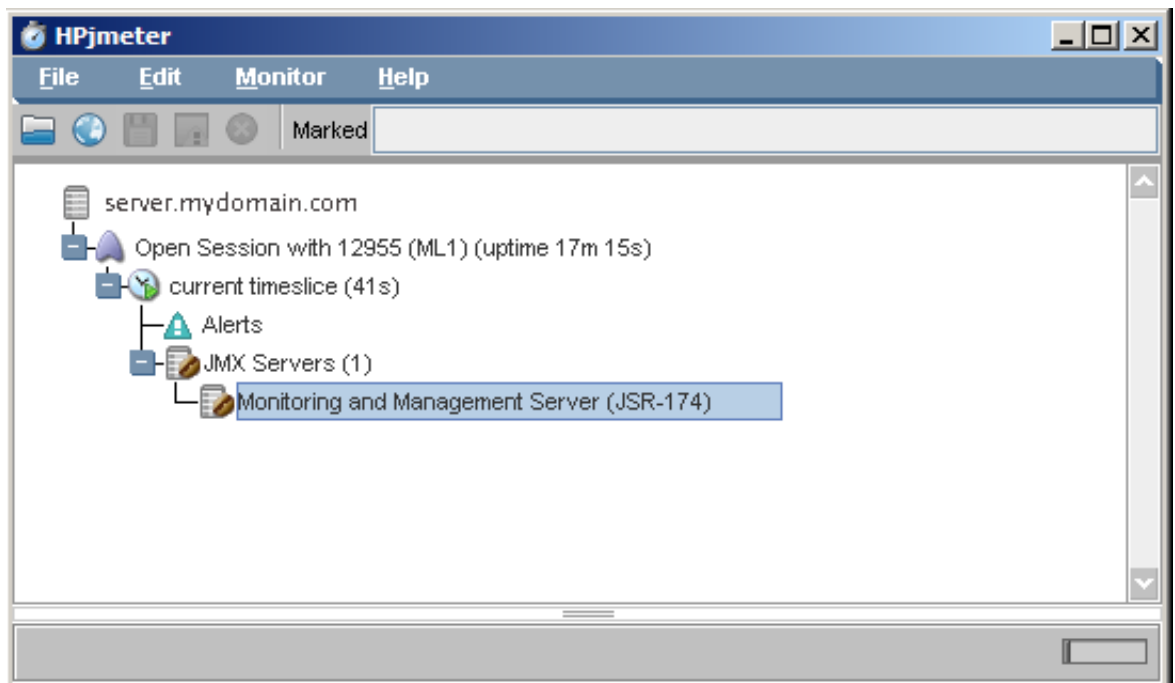 HPjmeter
File Edit Monitor Help
Marked
server.mydomain.com
Open Session with 12955 (ML1) (uptime 17m 15s)
current timeslice (41s)
Alerts
JMX Servers (1)
Monitoring and Management Server (JSR-174)